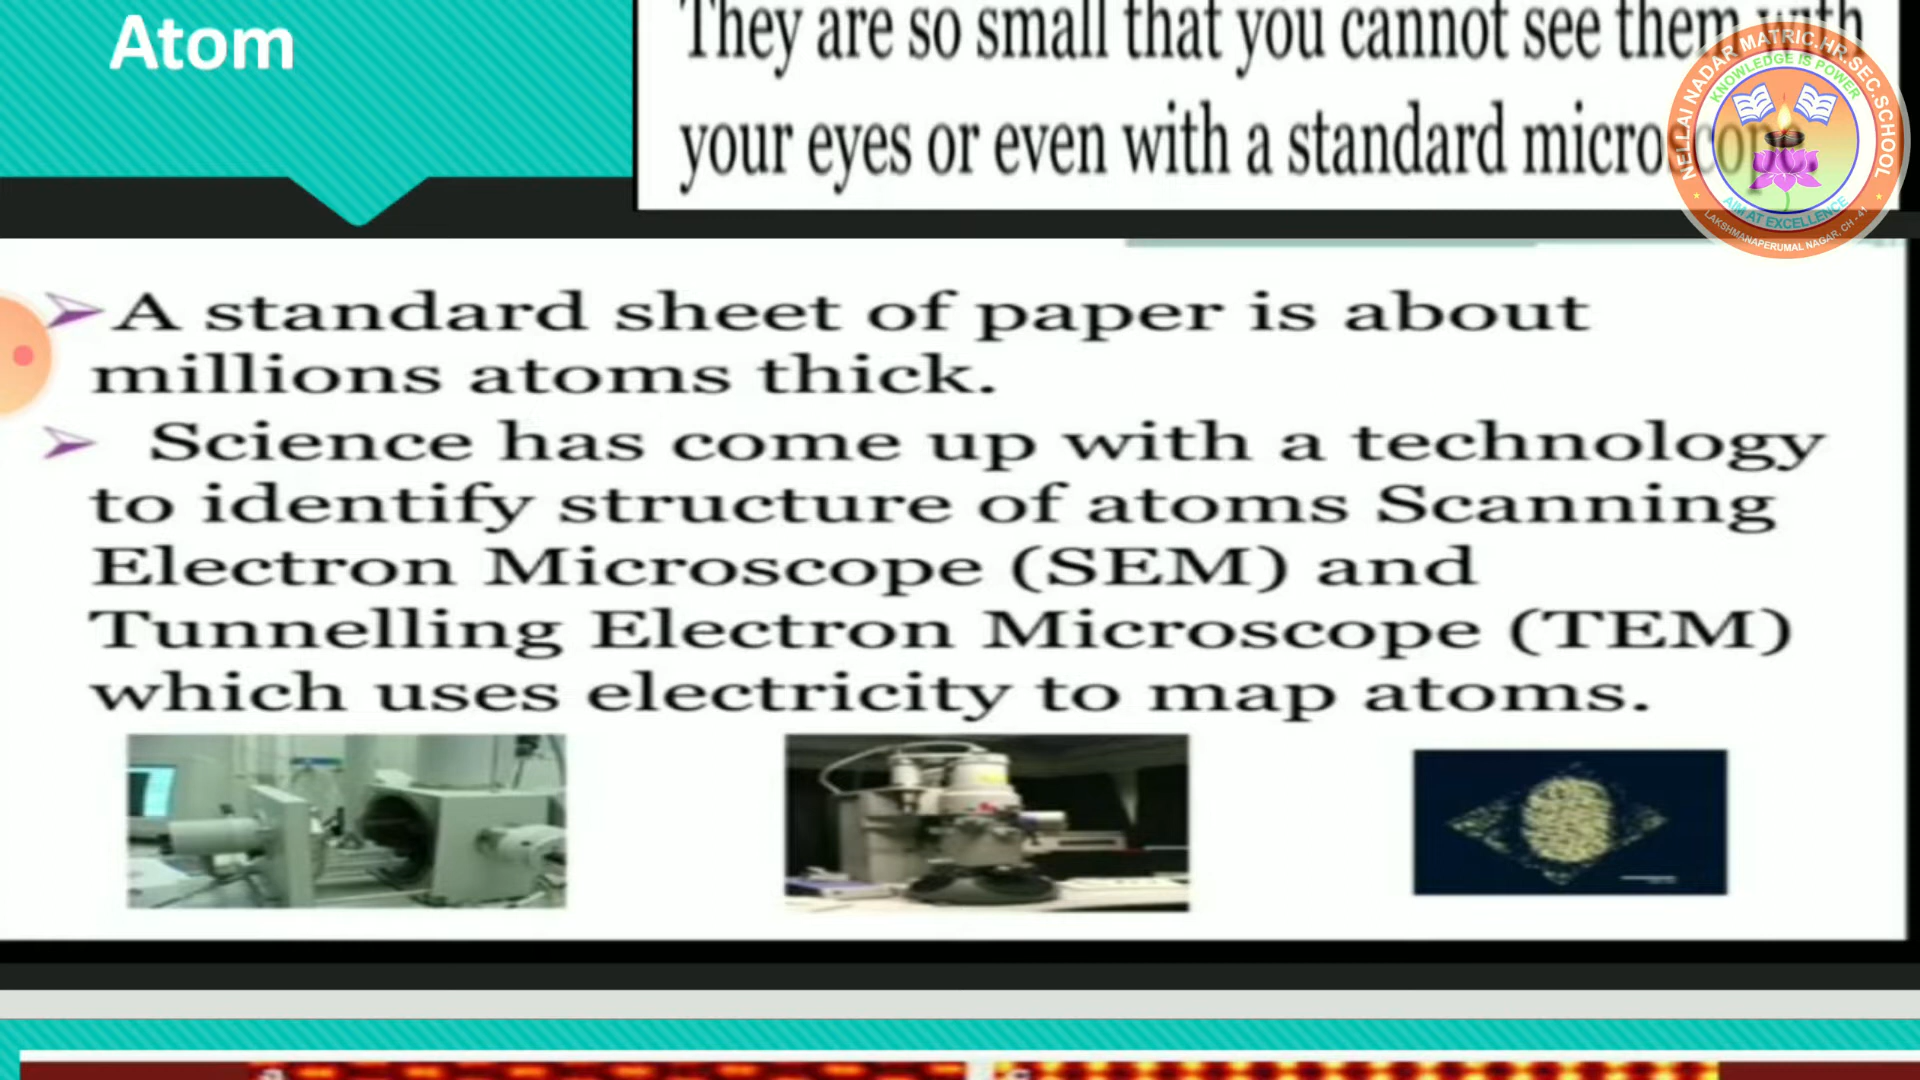 Atom
They are so small that you cannot see them with
your eyes or even with a standard microscop
A standard sheet of paper is about
millions atoms thick.
Science has come up with a technology
to identify structure of atoms Scanning
Electron Microscope (SEM) and
Tunnelling Electron Microscope (TEM)
which uses electricity to map atoms.
NELLAI NADAR MATRIC.HR.SEC.SCHOOL
KNOWLEDGE IS POWER
AIM AT EXCELLENCE
LAKSHMANAPERUMAL NAGAR, CH - 41